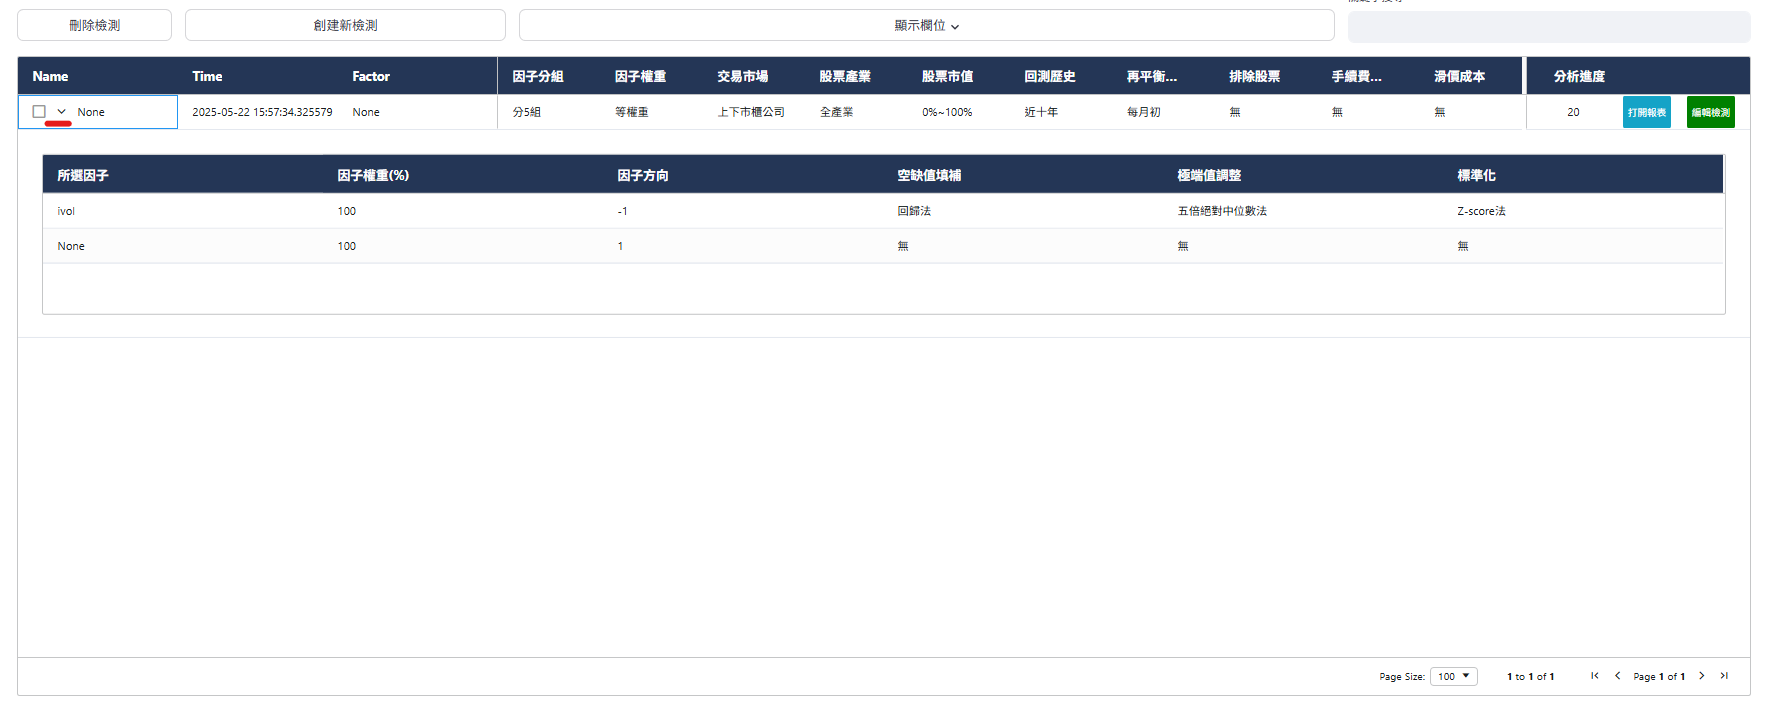 刪除檢測 創建新檢測 顯示欄位
Name Time Factor 因子分組 因子權重 交易市場 股票產業 股票市值 回測歷史 再平衡... 排除股票 手續費... 滑價成本 分析進度
None 2025-05-22 15:57:34.325579 None 分5組 等權重 上下市櫃公司 全產業 0%~100% 近十年 每月初 無 無 無 20 打開報表 編輯檢測
所選因子 因子權重(%) 因子方向 空缺值填補 極端值調整 標準化
ivol 100 -1 回歸法 五倍絕對中位數法 Z-score法
None 100 1 無 無 無
Page Size: 100 1 to 1 of 1 Page 1 of 1